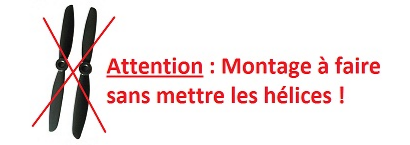 Attention : Montage à faire
sans mettre les hélices !